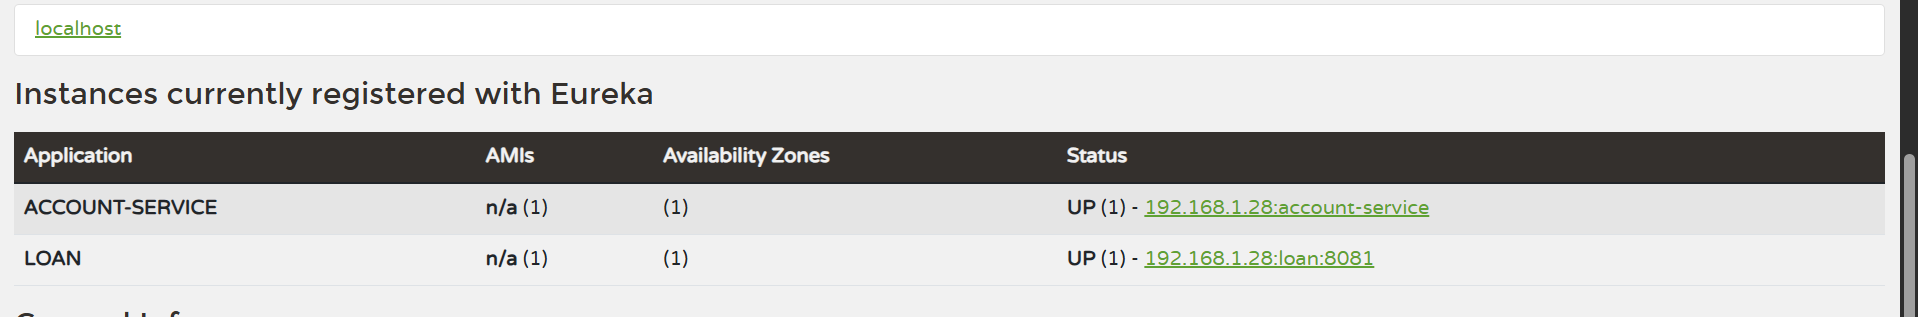 localhost
Instances currently registered with Eureka
Application AMIs Availability Zones Status
ACCOUNT-SERVICE n/a (1) (1) UP (1) - 192.168.1.28:account-service
LOAN n/a (1) (1) UP (1) - 192.168.1.28:loan:8081